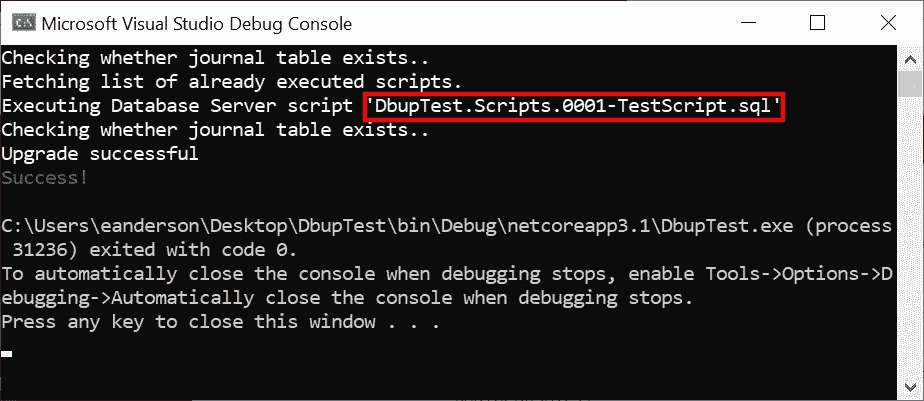 Microsoft Visual Studio Debug Console
Checking whether journal table exists..
Fetching list of already executed scripts.
Executing Database Server script 'DbupTest.Scripts.0001-TestScript.sql'
Checking whether journal table exists..
Upgrade successful
Success!
C:\Users\eanderson\Desktop\DbupTest\bin\Debug\netcoreapp3.1\DbupTest.exe (process
 31236) exited with code 0.
To automatically close the console when debugging stops, enable Tools->Options->D
ebugging->Automatically close the console when debugging stops.
Press any key to close this window . . .